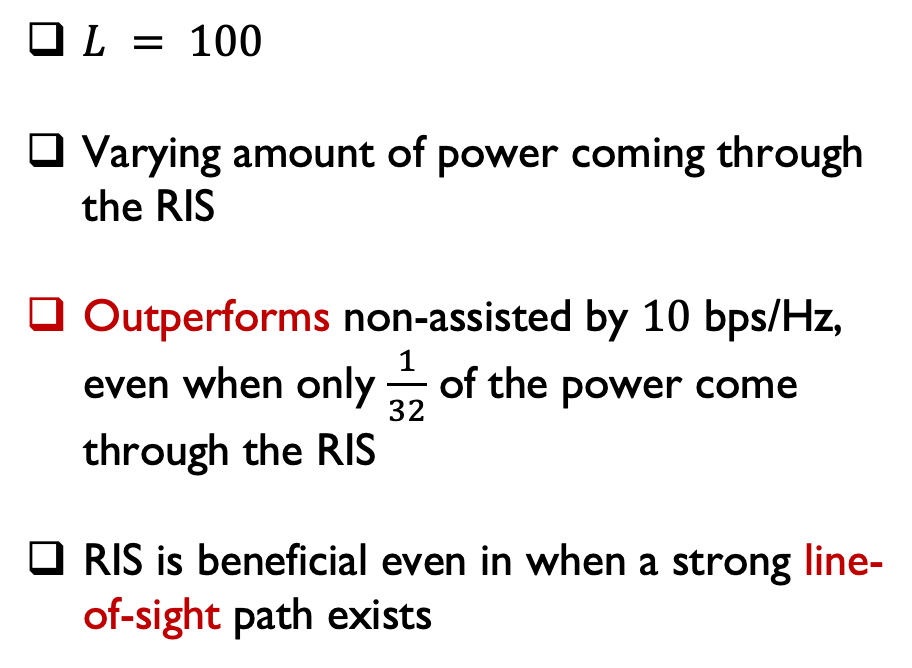 ❑ L = 100
❑ Varying amount of power coming through
the RIS
❑ Outperforms non-assisted by 10 bps/Hz,
even when only 1/32 of the power come
through the RIS
❑ RIS is beneficial even in when a strong line-
of-sight path exists